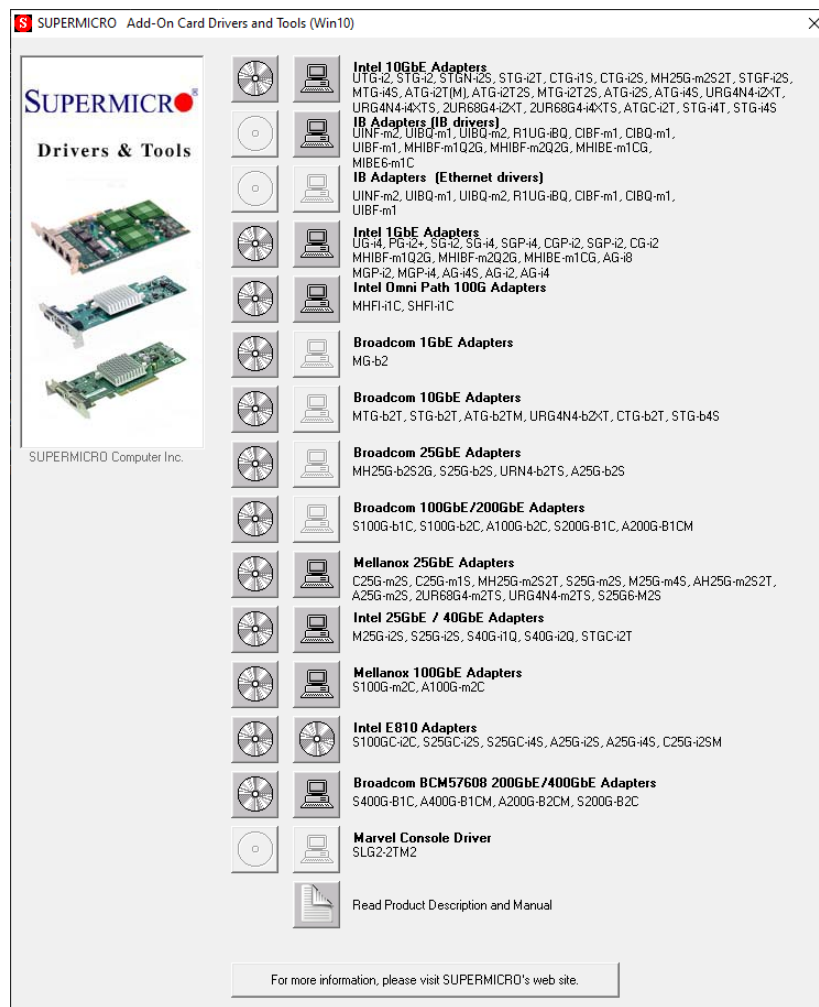 SUPERMICRO Add-On Card Drivers and Tools (Win10)
SUPERMICRO®
Drivers & Tools
SUPERMICRO Computer Inc.
Intel 10GbE Adapters
UTG-i2, STG-i2, STGN-i2S, STG-i2T, CTG-i1S, CTG-i2S, MH25G-m2S2T, STGF-i2S,
MTG-i4S, ATG-i2T(M), ATG-i2T2S, MTG-i2T2S, ATG-i2S, ATG-i4S, URG4N4-i2XT,
URG4N4-i4XTS, 2UR68G4-i2XT, 2UR68G4-i4XTS, ATGC-i2T, STG-i4T, STG-i4S
IB Adapters (IB drivers)
UINF-m2, UIBQ-m1, UIBQ-m2, R1UG-iBQ, CIBF-m1, CIBQ-m1,
UIBF-m1, MHIBF-m1Q2G, MHIBF-m2Q2G, MHIBE-m1CG,
MIBE6-m1C
IB Adapters (Ethernet drivers)
UINF-m2, UIBQ-m1, UIBQ-m2, R1UG-iBQ, CIBF-m1, CIBQ-m1,
UIBF-m1
Intel 1GbE Adapters
UG-i4, PG-i2+, SG-i2, SG-i4, SGP-i4, CGP-i2, SGP-i2, CG-i2
MHIBF-m1Q2G, MHIBF-m2Q2G, MHIBE-m1CG, AG-i8
MGP-i2, MGP-i4, AG-i4S, AG-i2, AG-i4
Intel Omni Path 100G Adapters
MHFI-i1C, SHFI-i1C
Broadcom 1GbE Adapters
MG-b2
Broadcom 10GbE Adapters
MTG-b2T, STG-b2T, ATG-b2TM, URG4N4-b2XT, CTG-b2T, STG-b4S
Broadcom 25GbE Adapters
MH25G-b2S2G, S25G-b2S, URN4-b2TS, A25G-b2S
Broadcom 100GbE/200GbE Adapters
S100G-b1C, S100G-b2C, A100G-b2C, S200G-B1C, A200G-B1CM
Mellanox 25GbE Adapters
C25G-m2S, C25G-m1S, MH25G-m2S2T, S25G-m2S, M25G-m4S, AH25G-m2S2T,
A25G-m2S, 2UR68G4-m2TS, URG4N4-m2TS, S25G6-M2S
Intel 25GbE / 40GbE Adapters
M25G-i2S, S25G-i2S, S40G-i1Q, S40G-i2Q, STGC-i2T
Mellanox 100GbE Adapters
S100G-m2C, A100G-m2C
Intel E810 Adapters
S100GC-i2C, S25GC-i2S, S25GC-i4S, A25G-i2S, A25G-i4S, C25G-i2SM
Broadcom BCM57608 200GbE/400GbE Adapters
S400G-B1C, A400G-B1CM, A200G-B2CM, S200G-B2C
Marvel Console Driver
SLG2-2TM2
Read Product Description and Manual
For more information, please visit SUPERMICRO's web site.